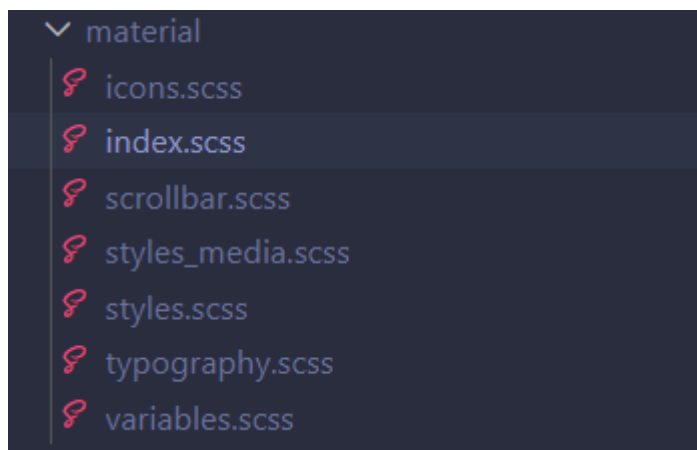 material
icons.scss
index.scss
scrollbar.scss
styles_media.scss
styles.scss
typography.scss
variables.scss